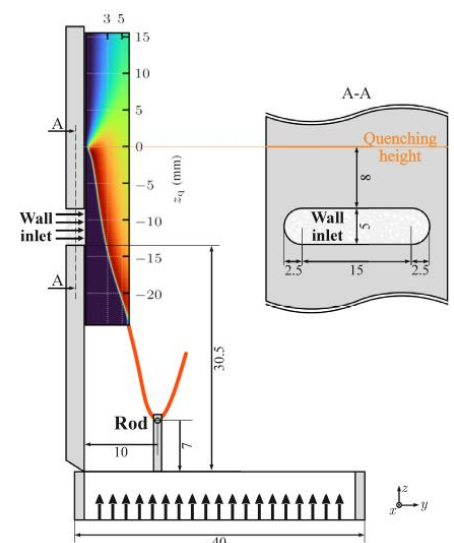 3 5
15
10
5
0
−5
−10
−15
−20
z_q (mm)
A
Wall
inlet
A
30.5
Rod
10
7
40
z
x
y
A-A
Quenching
height
8
Wall
inlet
5
2.5
15
2.5